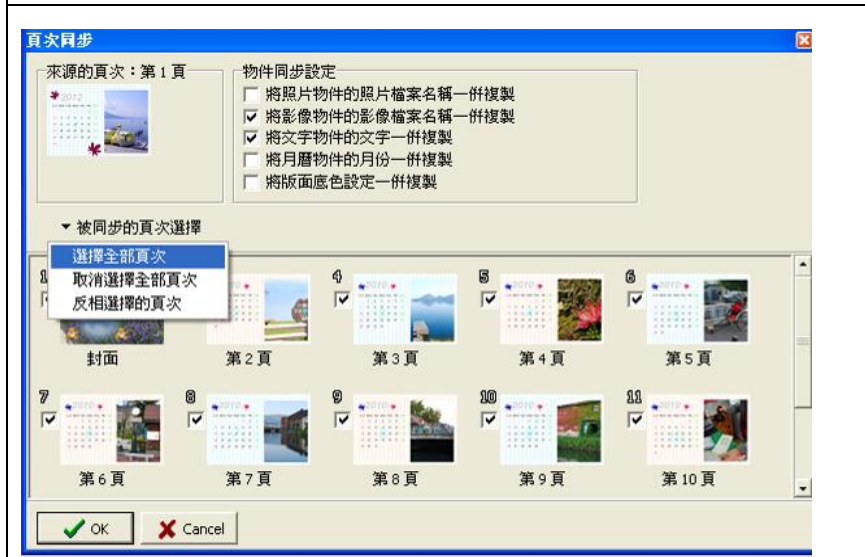 頁次同步
來源的頁次：第 1 頁
2012
物件同步設定
將照片物件的照片檔案名稱一併複製
將影像物件的影像檔案名稱一併複製
將文字物件的文字一併複製
將月曆物件的月份一併複製
將版面底色設定一併複製
被同步的頁次選擇
選擇全部頁次
取消選擇全部頁次
反相選擇的頁次
1
4
5
6
封面
第 2 頁
第 3 頁
第 4 頁
第 5 頁
7
8
9
10
11
第 6 頁
第 7 頁
第 8 頁
第 9 頁
第 10 頁
OK
Cancel